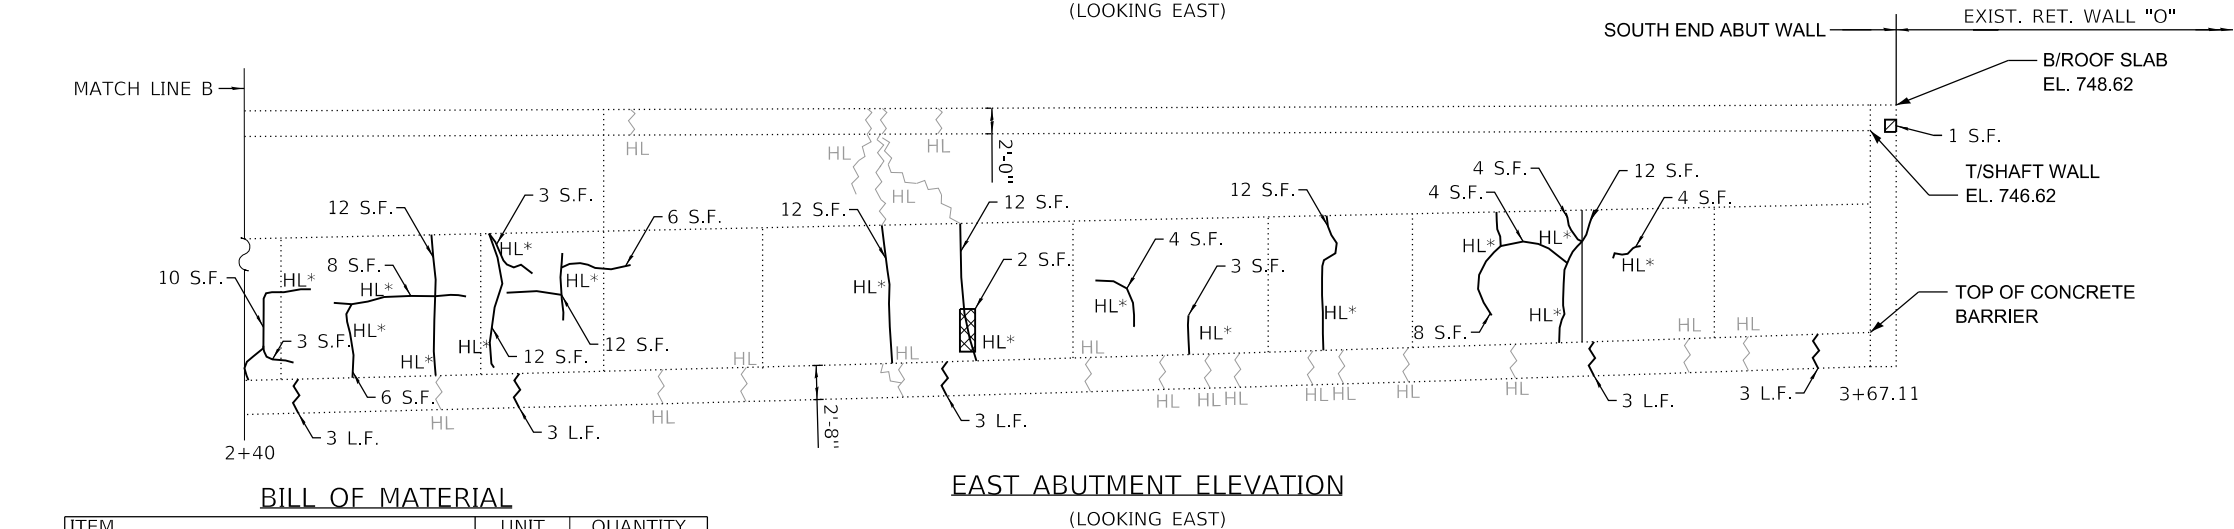 (LOOKING EAST)
EXIST. RET. WALL "O"
SOUTH END ABUT WALL
B/ROOF SLAB
EL. 748.62
MATCH LINE B
1 S.F.
HL
HL
HL
2'-0"
T/SHAFT WALL
EL. 746.62
HL
3 S.F.
12 S.F.
6 S.F.
12 S.F.
12 S.F.
12 S.F.
4 S.F.
4 S.F.
12 S.F.
4 S.F.
HL*
HL*
HL*
4 S.F.
2 S.F.
3 S.F.
HL*
10 S.F.
HL*
8 S.F.
HL*
HL*
HL*
HL*
TOP OF CONCRETE
BARRIER
HL*
HL*
HL*
HL*
3 S.F.
HL*
HL*
12 S.F.
12 S.F.
HL*
HL*
8 S.F.
HL
HL
HL
HL
HL
6 S.F.
3 L.F.
3 L.F.
HL
HL
2'-8"
3 L.F.
HL
HL
HL
HL
HL
HL
HL
3 L.F.
3 L.F.
3+67.11
2+40
EAST ABUTMENT ELEVATION
(LOOKING EAST)
BILL OF MATERIAL
ITEM UNIT QUANTITY